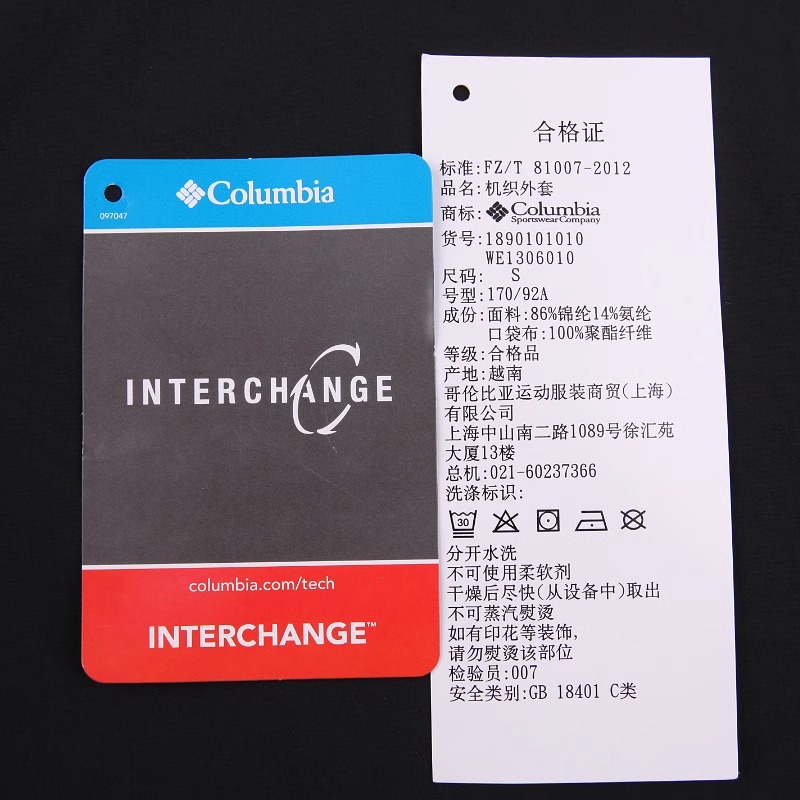 Columbia
097047
INTERCHANGE
columbia.com/tech
INTERCHANGE™
合格证
标准:FZ/T 81007-2012
品名:机织外套
商标: Columbia
Sportswear Company
货号:1890101010
WE1306010
尺码: S
号型:170/92A
成份:面料:86%锦纶14%氨纶
口袋布:100%聚酯纤维
等级:合格品
产地:越南
哥伦比亚运动服装商贸(上海)
有限公司
上海中山南二路1089号徐汇苑
大厦13楼
总机:021-60237366
洗涤标识:
30
分开水洗
不可使用柔软剂
干燥后尽快(从设备中)取出
不可蒸汽熨烫
如有印花等装饰,
请勿熨烫该部位
检验员:007
安全类别:GB 18401 C类